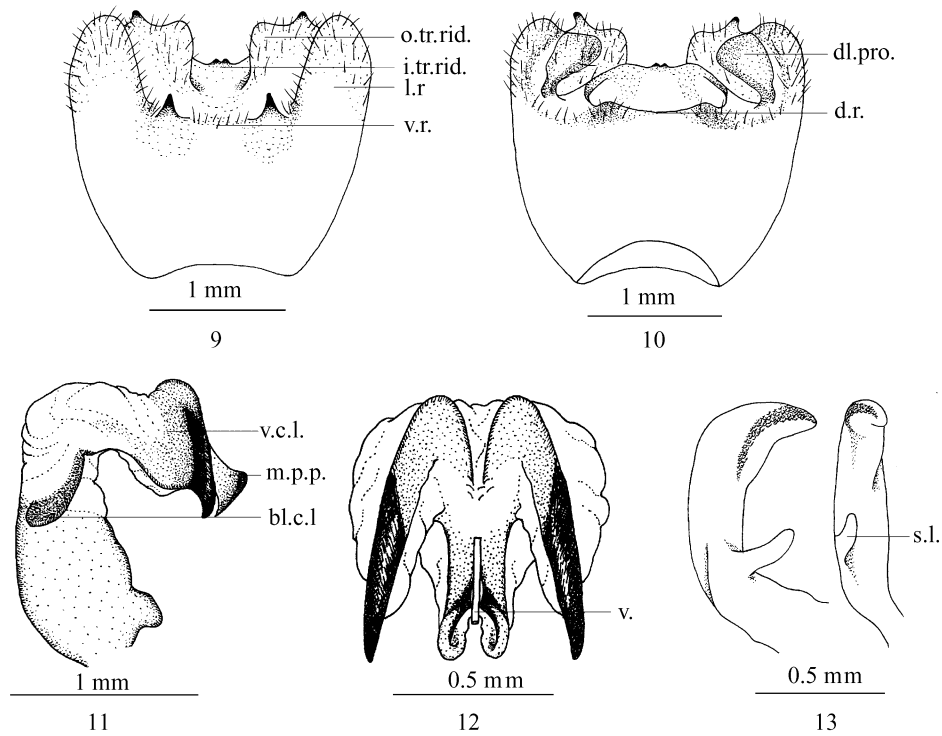 o.tr.rid.
i.tr.rid.
l.r
v.r.
1 mm
9
dl.pro.
d.r.
1 mm
10
v.c.l.
m.p.p.
bl.c.l
1 mm
11
v.
0.5 mm
12
s.l.
0.5 mm
13